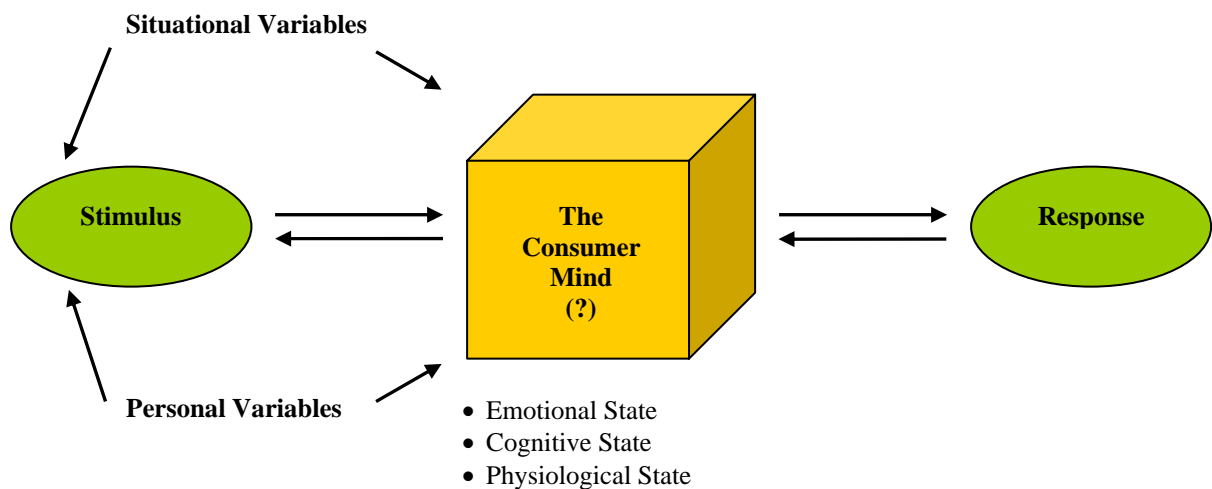 Situational Variables
Stimulus
The
Consumer
Mind
(?)
Response
Personal Variables
• Emotional State
• Cognitive State
• Physiological State